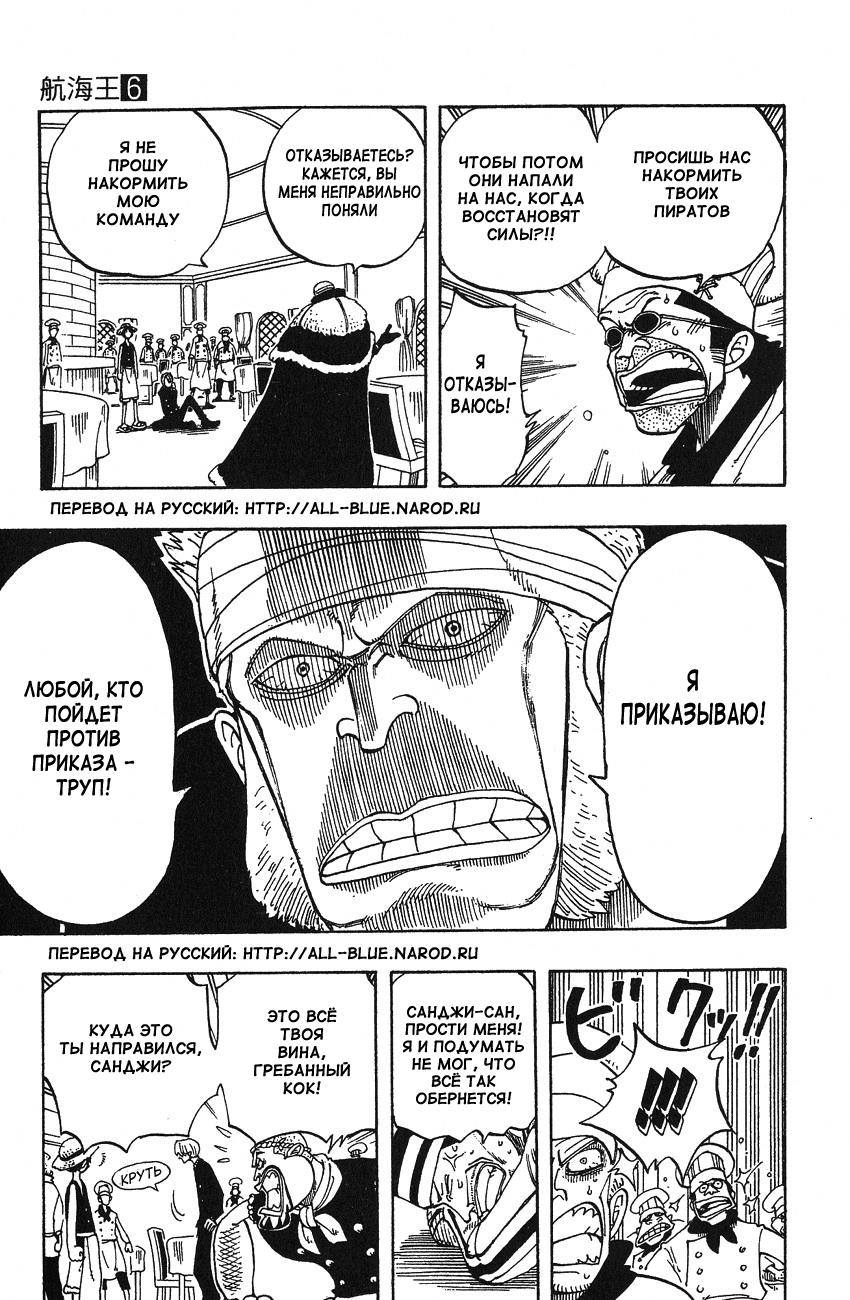 航海王6
ПРОСИШЬ НАС
НАКОРМИТЬ
ТВОИХ
ПИРАТОВ
ЧТОБЫ ПОТОМ
ОНИ НАПАЛИ
НА НАС, КОГДА
ВОССТАНОВЯТ
СИЛЫ?!!
Я
ОТКАЗЫ-
ВАЮСЬ!
ОТКАЗЫВАЕТЕСЬ?
КАЖЕТСЯ, ВЫ
МЕНЯ НЕПРАВИЛЬНО
ПОНЯЛИ
Я НЕ
ПРОШУ
НАКОРМИТЬ
МОЮ
КОМАНДУ
ПЕРЕВОД НА РУССКИЙ: HTTP://ALL-BLUE.NAROD.RU
Я
ПРИКАЗЫВАЮ!
ЛЮБОЙ, КТО
ПОЙДЕТ
ПРОТИВ
ПРИКАЗА -
ТРУП!
ПЕРЕВОД НА РУССКИЙ: HTTP://ALL-BLUE.NAROD.RU
ビクッ!!
!!!
САНДЖИ-САН,
ПРОСТИ МЕНЯ!
Я И ПОДУМАТЬ
НЕ МОГ, ЧТО
ВСЁ ТАК
ОБЕРНЕТСЯ!
ЭТО ВСЁ
ТВОЯ
ВИНА,
ГРЕБАННЫЙ
КОК!
КУДА ЭТО
ТЫ НАПРАВИЛСЯ,
САНДЖИ?
КРУТЬ